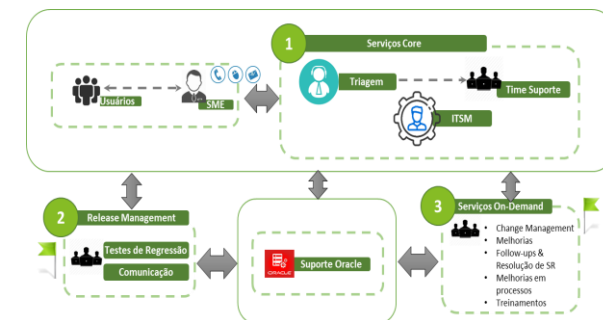 1
Serviços Core
Usuários
SME
Triagem
Time Suporte
ITSM
2
Release Management
Testes de Regressão
Comunicação
ORACLE
Suporte Oracle
3
Serviços On-Demand
• Change Management
• Melhorias
• Follow-ups &
Resolução de SR
• Melhorias em
processos
• Treinamentos